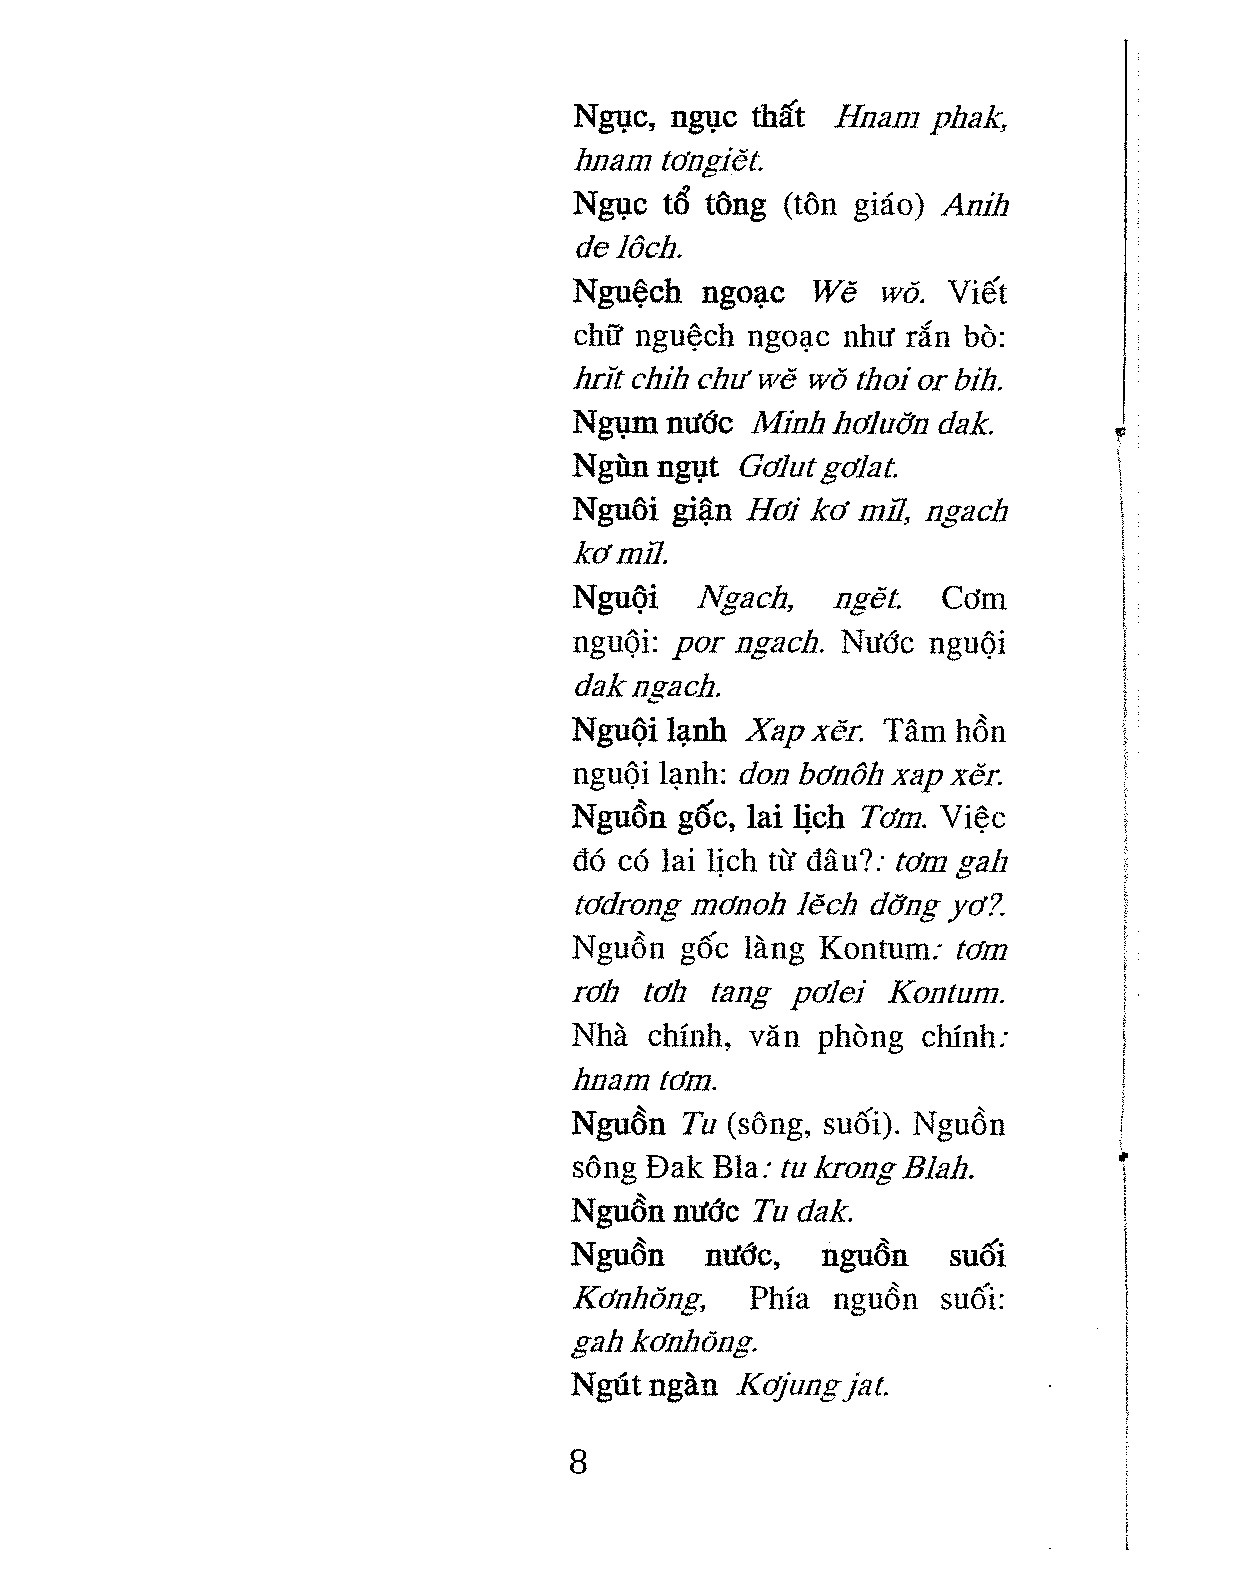 Ngục, ngục thất Hnam phak,
hnam tơngiĕt.
Ngục tổ tông (tôn giáo) Anih
de lôch.
Nguệch ngoạc Wĕ wŏ. Viết
chữ nguệch ngoạc như rắn bò:
hrĭt chih chư wĕ wŏ thoi or bih.
Ngụm nước Minh hơluơ̆n dak.
Ngùn ngụt Gơlut gơlat.
Nguôi giận Hơi kơ mĭl, ngach
kơ mĭl.
Nguội Ngach, ngĕt. Cơm
nguội: por ngach. Nước nguội
dak ngach.
Nguội lạnh Xap xĕr. Tâm hồn
nguội lạnh: don bơnôh xap xĕr.
Nguồn gốc, lai lịch Tơm. Việc
đó có lai lịch từ đâu?: tơm gah
tơdrong mơnoh lĕch dơ̆ng yơ?.
Nguồn gốc làng Kontum: tơm
rơh tơh tang pơlei Kontum.
Nhà chính, văn phòng chính:
hnam tơm.
Nguồn Tu (sông, suối). Nguồn
sông Đak Bla: tu krong Blah.
Nguồn nước Tu dak.
Nguồn nước, nguồn suối
Kơnhŏng, Phía nguồn suối:
gah kơnhŏng.
Ngút ngàn Kơjung jat.
8